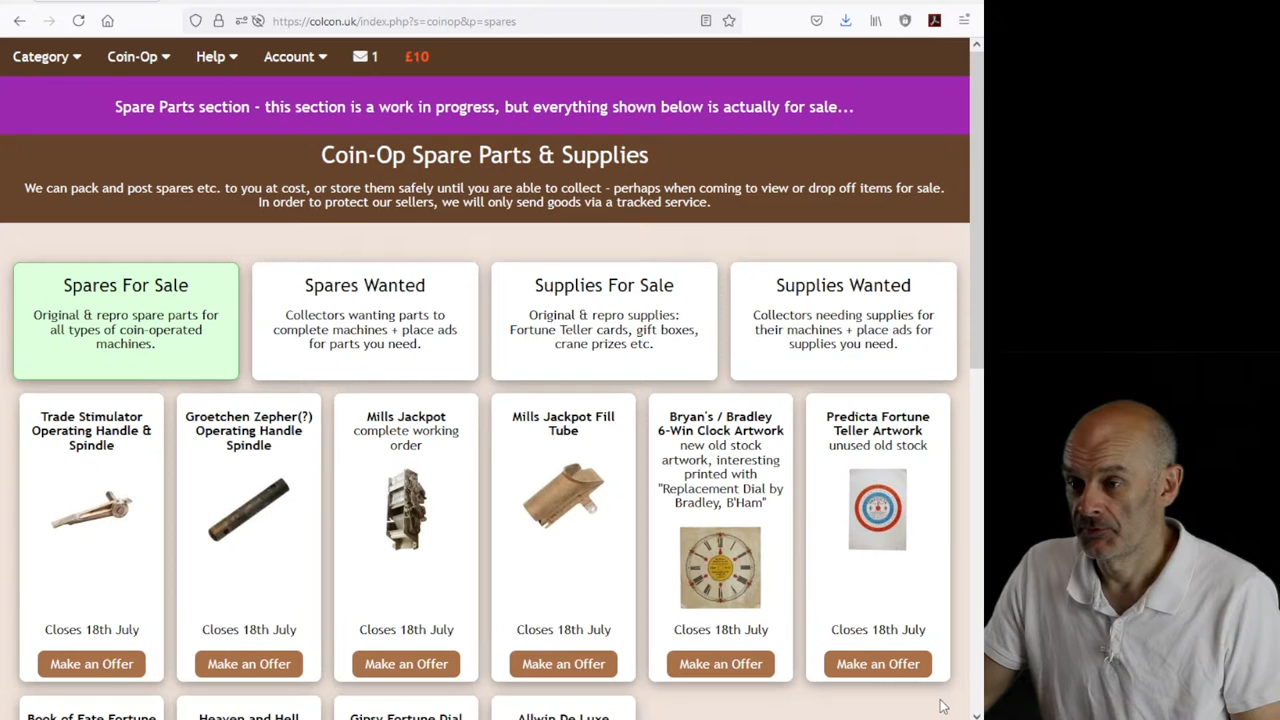 https://colcon.uk/index.php?s=coinop&p=spares
Category Coin-Op Help Account 1 £10
Spare Parts section - this section is a work in progress, but everything shown below is actually for sale...
Coin-Op Spare Parts & Supplies
We can pack and post spares etc. to you at cost, or store them safely until you are able to collect - perhaps when coming to view or drop off items for sale.
In order to protect our sellers, we will only send goods via a tracked service.
Spares For Sale
Original & repro spare parts for
all types of coin-operated
machines.
Spares Wanted
Collectors wanting parts to
complete machines + place ads
for parts you need.
Supplies For Sale
Original & repro supplies:
Fortune Teller cards, gift boxes,
crane prizes etc.
Supplies Wanted
Collectors needing supplies for
their machines + place ads for
supplies you need.
Trade Stimulator
Operating Handle &
Spindle
Closes 18th July
Make an Offer
Groetchen Zepher(?)
Operating Handle
Spindle
Closes 18th July
Make an Offer
Mills Jackpot
complete working
order
Closes 18th July
Make an Offer
Mills Jackpot Fill
Tube
Closes 18th July
Make an Offer
Bryan's / Bradley
6-Win Clock Artwork
new old stock
artwork, interesting
printed with
"Replacement Dial by
Bradley, B'Ham"
Closes 18th July
Make an Offer
Predicta Fortune
Teller Artwork
unused old stock
Closes 18th July
Make an Offer
Book of Fate Fortune
Heaven and Hell
Gipsy Fortune Dial
Allwin De Luxe